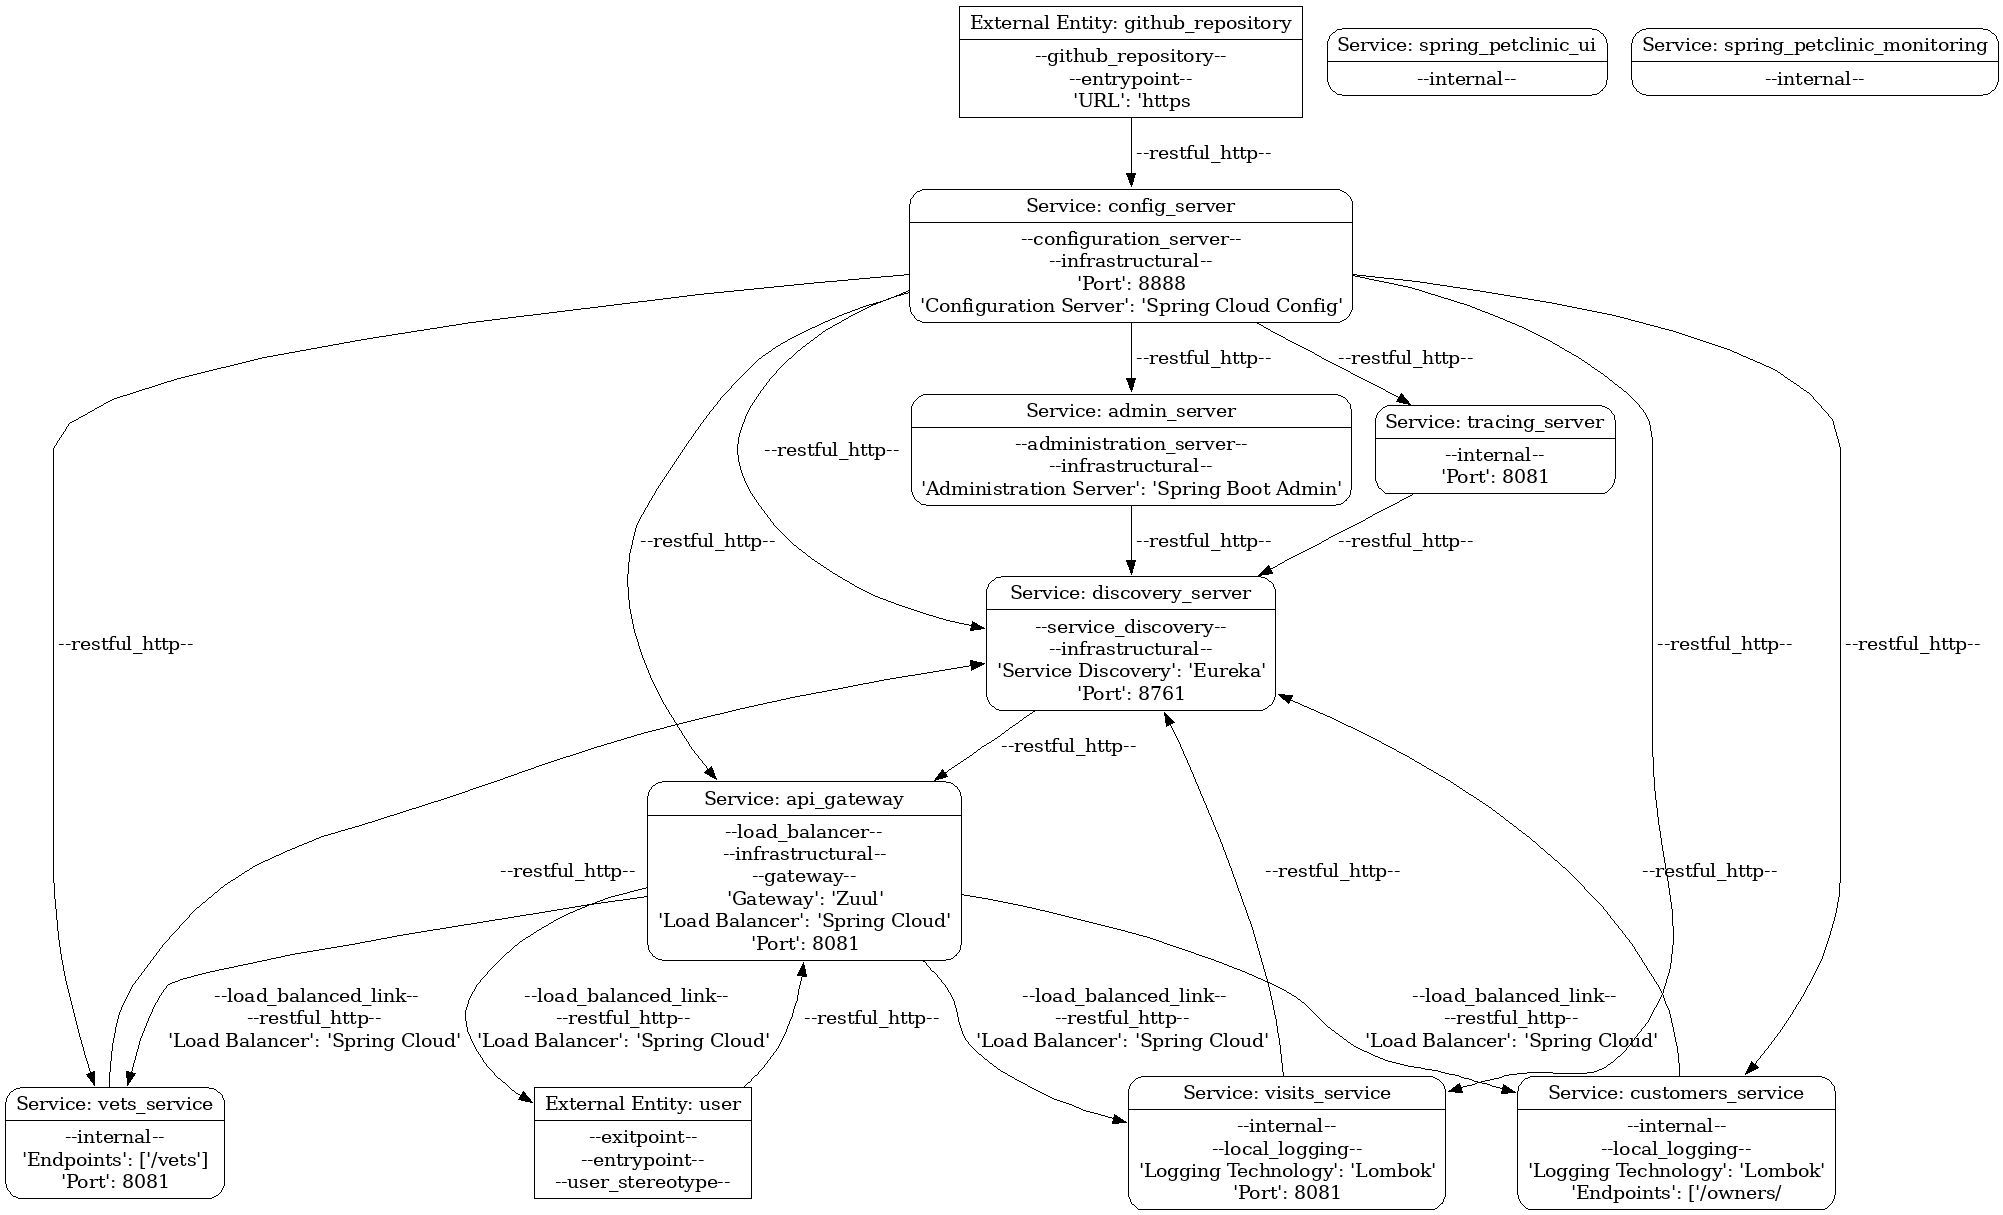 External Entity: github_repository
--github_repository--
--entrypoint--
'URL': 'https
Service: spring_petclinic_ui
--internal--
Service: spring_petclinic_monitoring
--internal--
--restful_http--
Service: config_server
--configuration_server--
--infrastructural--
'Port': 8888
'Configuration Server': 'Spring Cloud Config'
--restful_http--
--restful_http--
Service: admin_server
--administration_server--
--infrastructural--
'Administration Server': 'Spring Boot Admin'
Service: tracing_server
--internal--
'Port': 8081
--restful_http--
--restful_http--
--restful_http--
--restful_http--
Service: discovery_server
--service_discovery--
--infrastructural--
'Service Discovery': 'Eureka'
'Port': 8761
--restful_http--
--restful_http--
--restful_http--
--restful_http--
Service: api_gateway
--load_balancer--
--infrastructural--
--gateway--
'Gateway': 'Zuul'
'Load Balancer': 'Spring Cloud'
'Port': 8081
--restful_http--
--restful_http--
--restful_http--
--load_balanced_link--
--restful_http--
'Load Balancer': 'Spring Cloud'
--load_balanced_link--
--restful_http--
'Load Balancer': 'Spring Cloud'
--restful_http--
--load_balanced_link--
--restful_http--
'Load Balancer': 'Spring Cloud'
--load_balanced_link--
--restful_http--
'Load Balancer': 'Spring Cloud'
Service: vets_service
--internal--
'Endpoints': ['/vets']
'Port': 8081
External Entity: user
--exitpoint--
--entrypoint--
--user_stereotype--
Service: visits_service
--internal--
--local_logging--
'Logging Technology': 'Lombok'
'Port': 8081
Service: customers_service
--internal--
--local_logging--
'Logging Technology': 'Lombok'
'Endpoints': ['/owners/